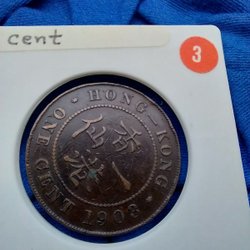 cent
3
HONG-KONG
香港一仙
ONE CENT
1903